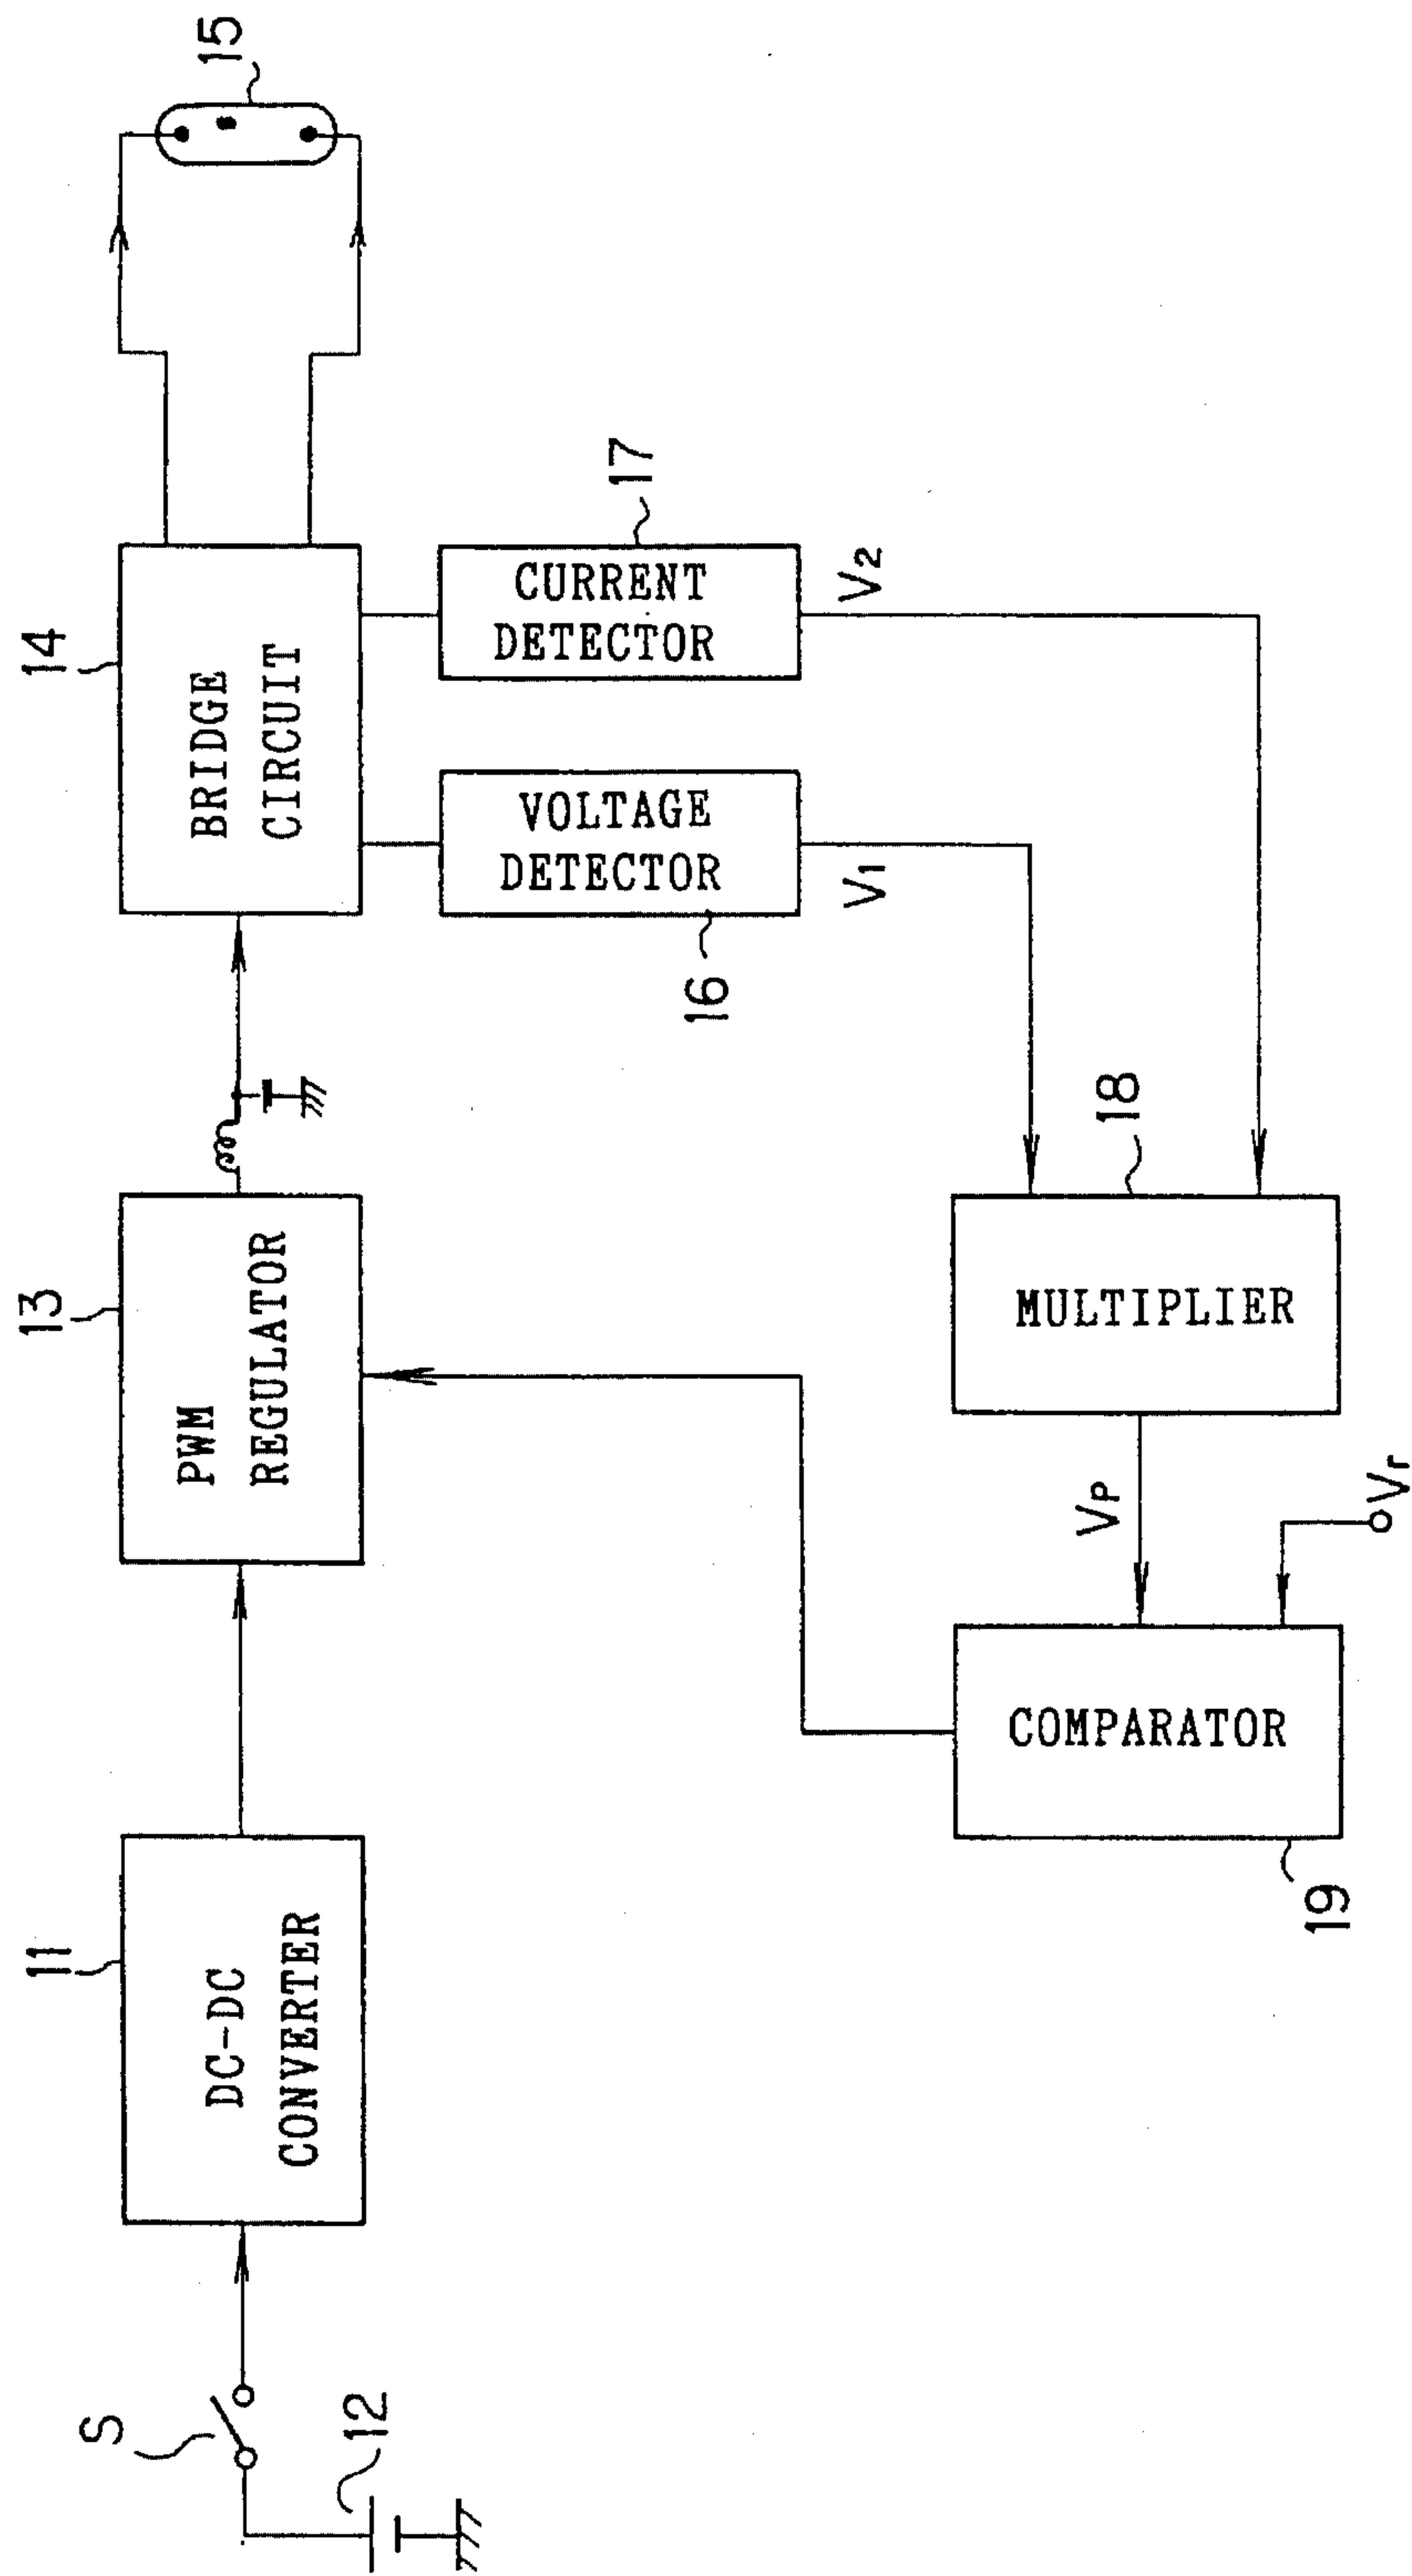 S
12
11
DC-DC
CONVERTER
13
PWM
REGULATOR
14
BRIDGE
CIRCUIT
15
16
VOLTAGE
DETECTOR
17
CURRENT
DETECTOR
V1
V2
18
MULTIPLIER
VP
Vr
COMPARATOR
19